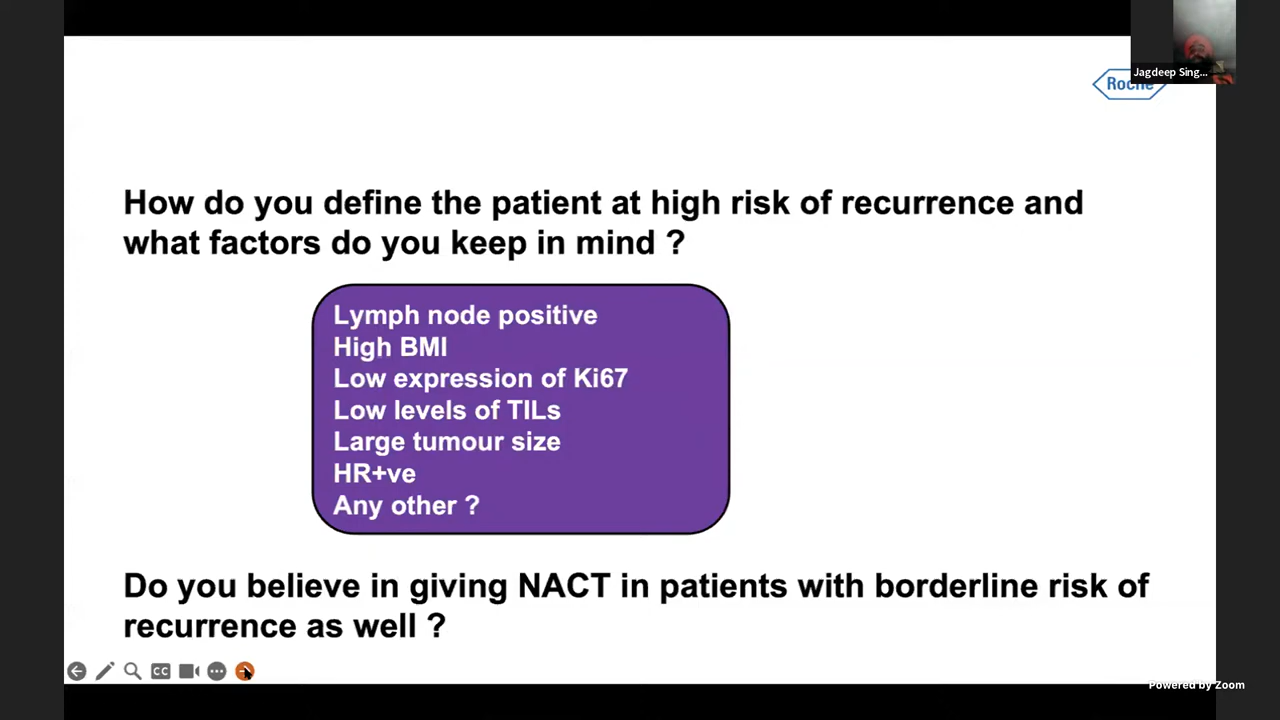 Jagdeep Sing...
Roche
How do you define the patient at high risk of recurrence and
what factors do you keep in mind ?
Lymph node positive
High BMI
Low expression of Ki67
Low levels of TILs
Large tumour size
HR+ve
Any other ?
Do you believe in giving NACT in patients with borderline risk of
recurrence as well ?
CC
Powered by Zoom